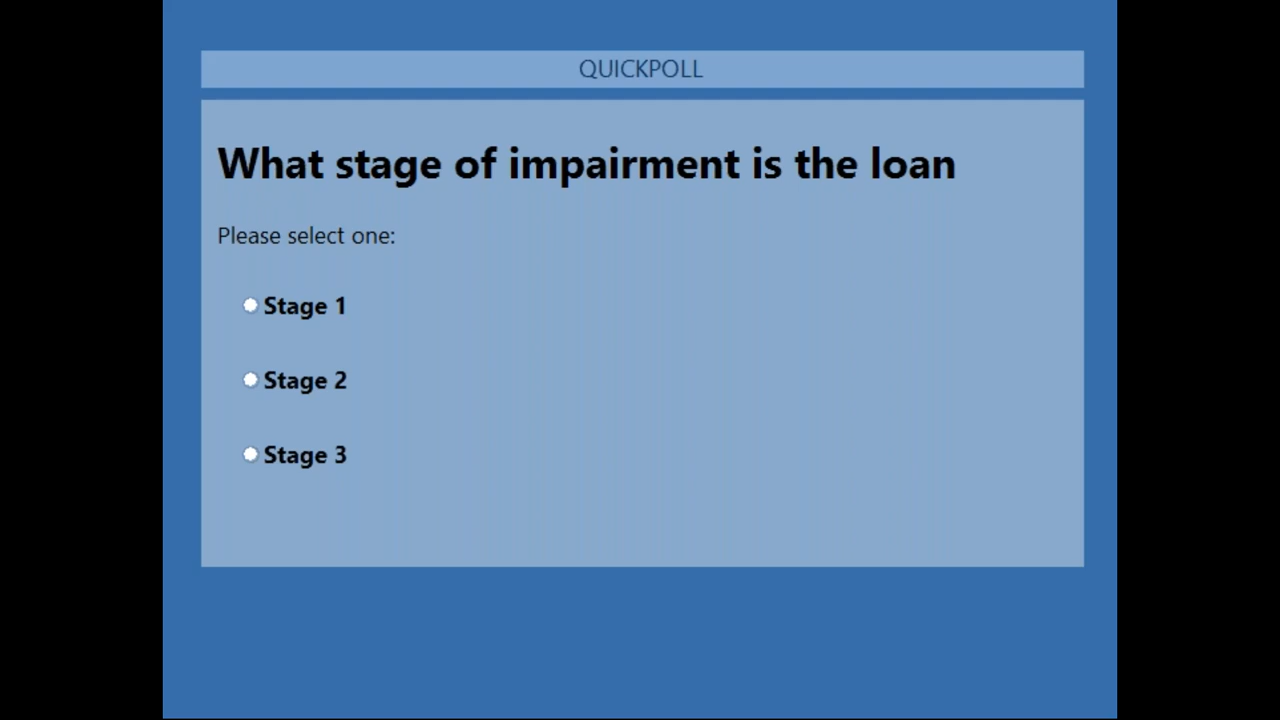 QUICKPOLL
What stage of impairment is the loan
Please select one:
Stage 1
Stage 2
Stage 3